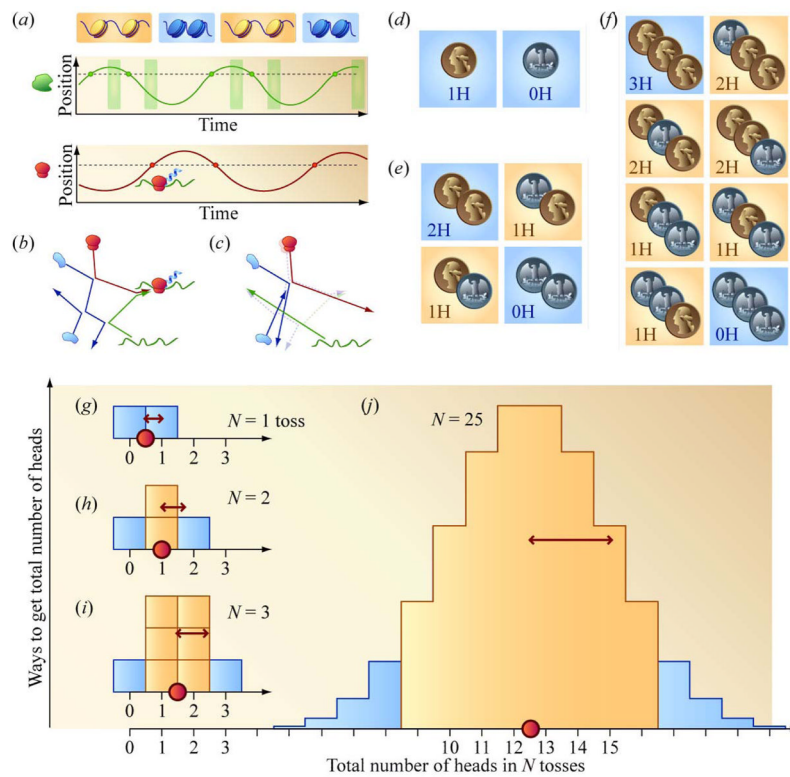 (a)
Position
Time
Position
Time
(b)
(c)
(d)
1H
0H
(e)
2H
1H
1H
0H
(f)
3H
2H
2H
2H
1H
1H
1H
0H
Ways to get total number of heads
(g)
N = 1 toss
0 1 2 3
(h)
N = 2
0 1 2 3
(i)
N = 3
0 1 2 3
(j)
N = 25
0 1 2 3 10 11 12 13 14 15
Total number of heads in N tosses